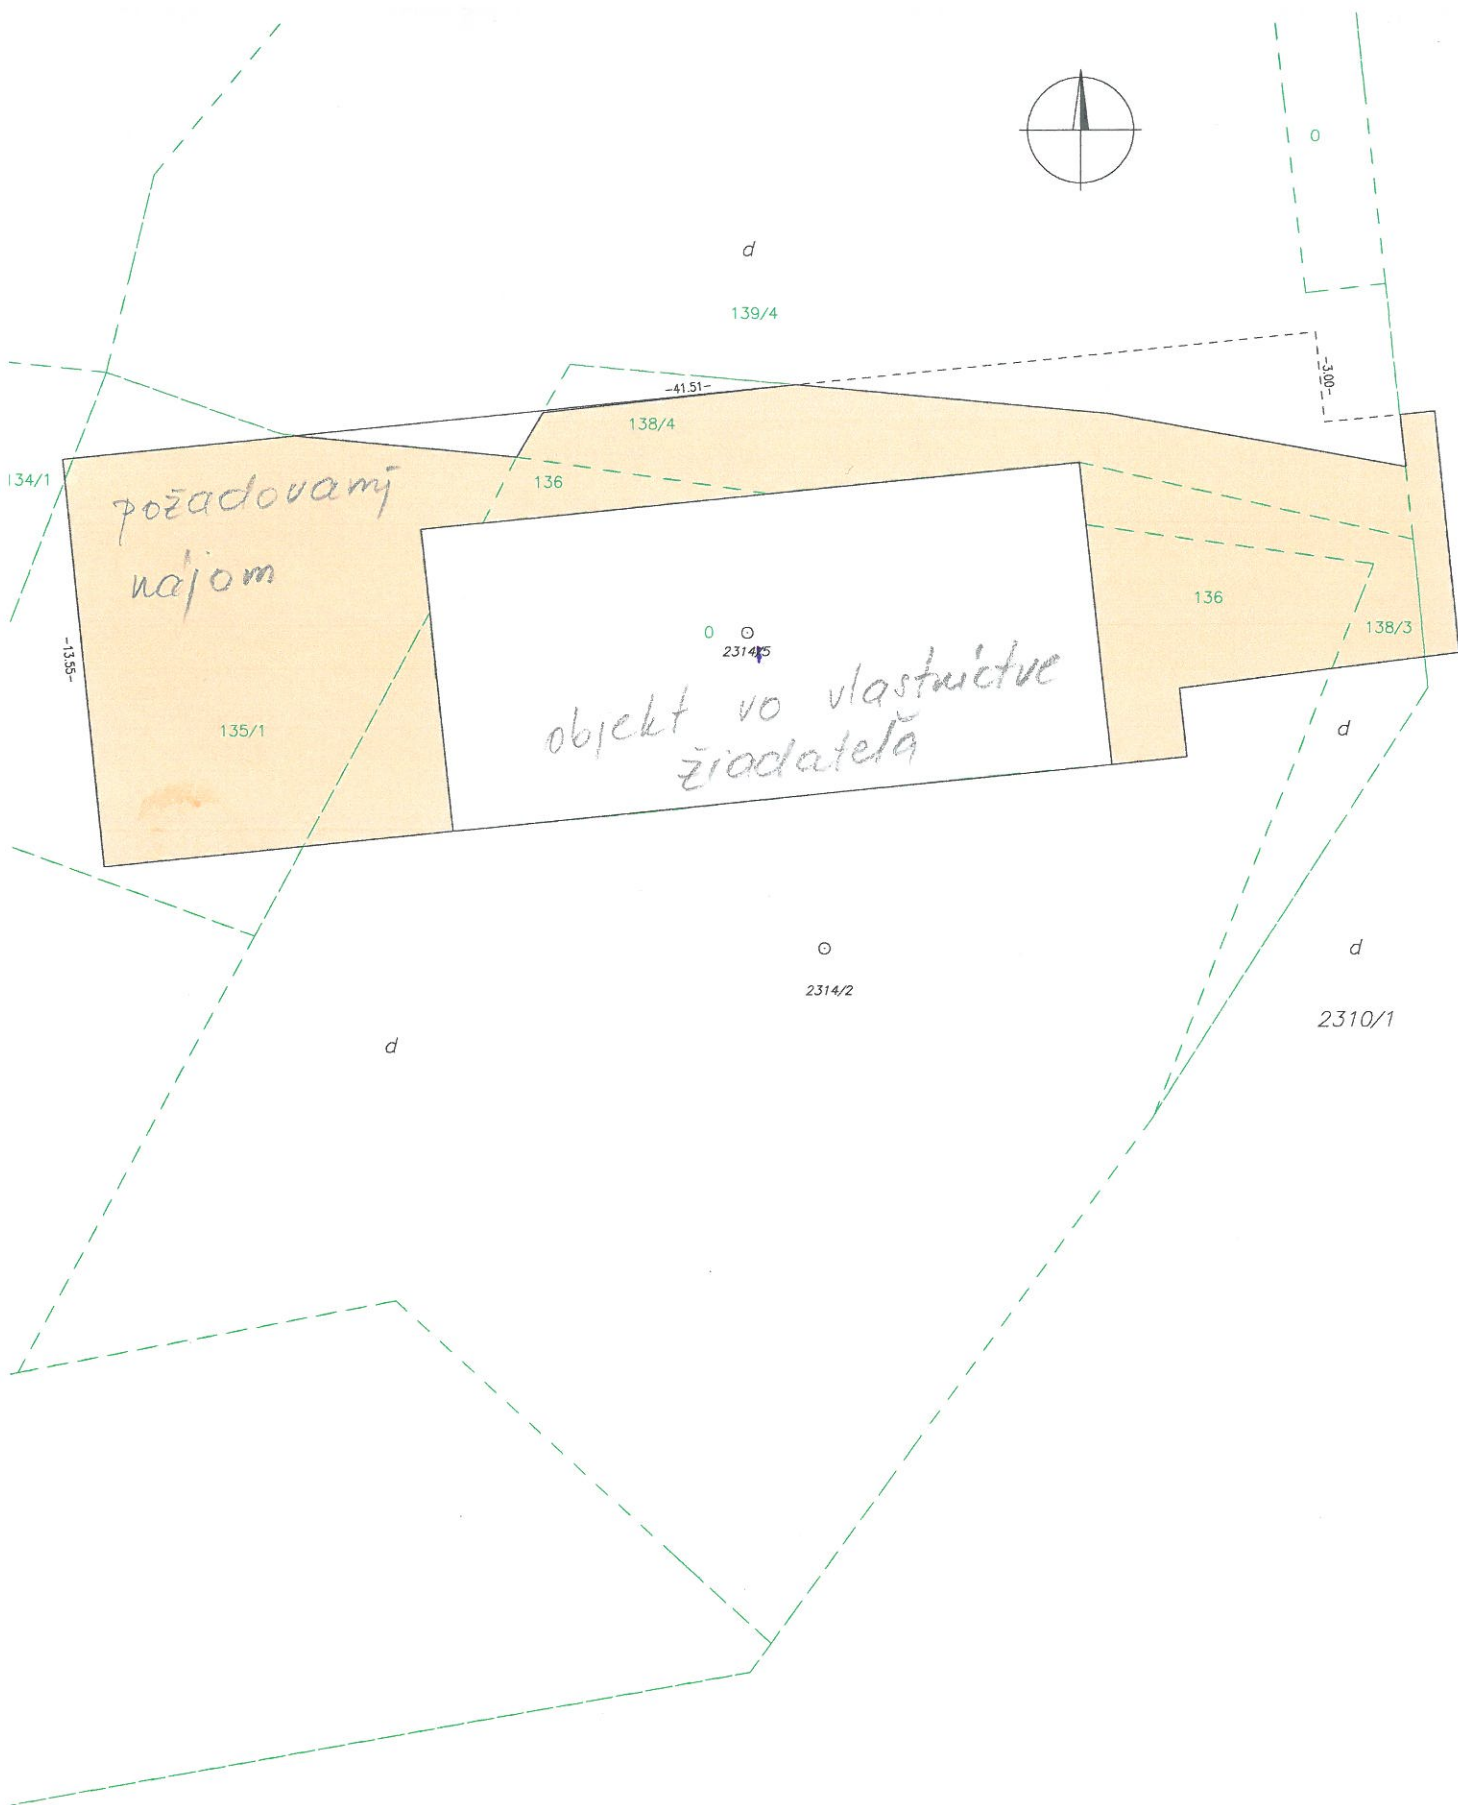 0
d
139/4
-3.00-
-41.51-
138/4
134/1
136
požadovaný
nájom
136
138/3
0
2314/5
-13.55-
objekt vo vlastníctve
žiadateľa
135/1
d
d
2314/2
2310/1
d